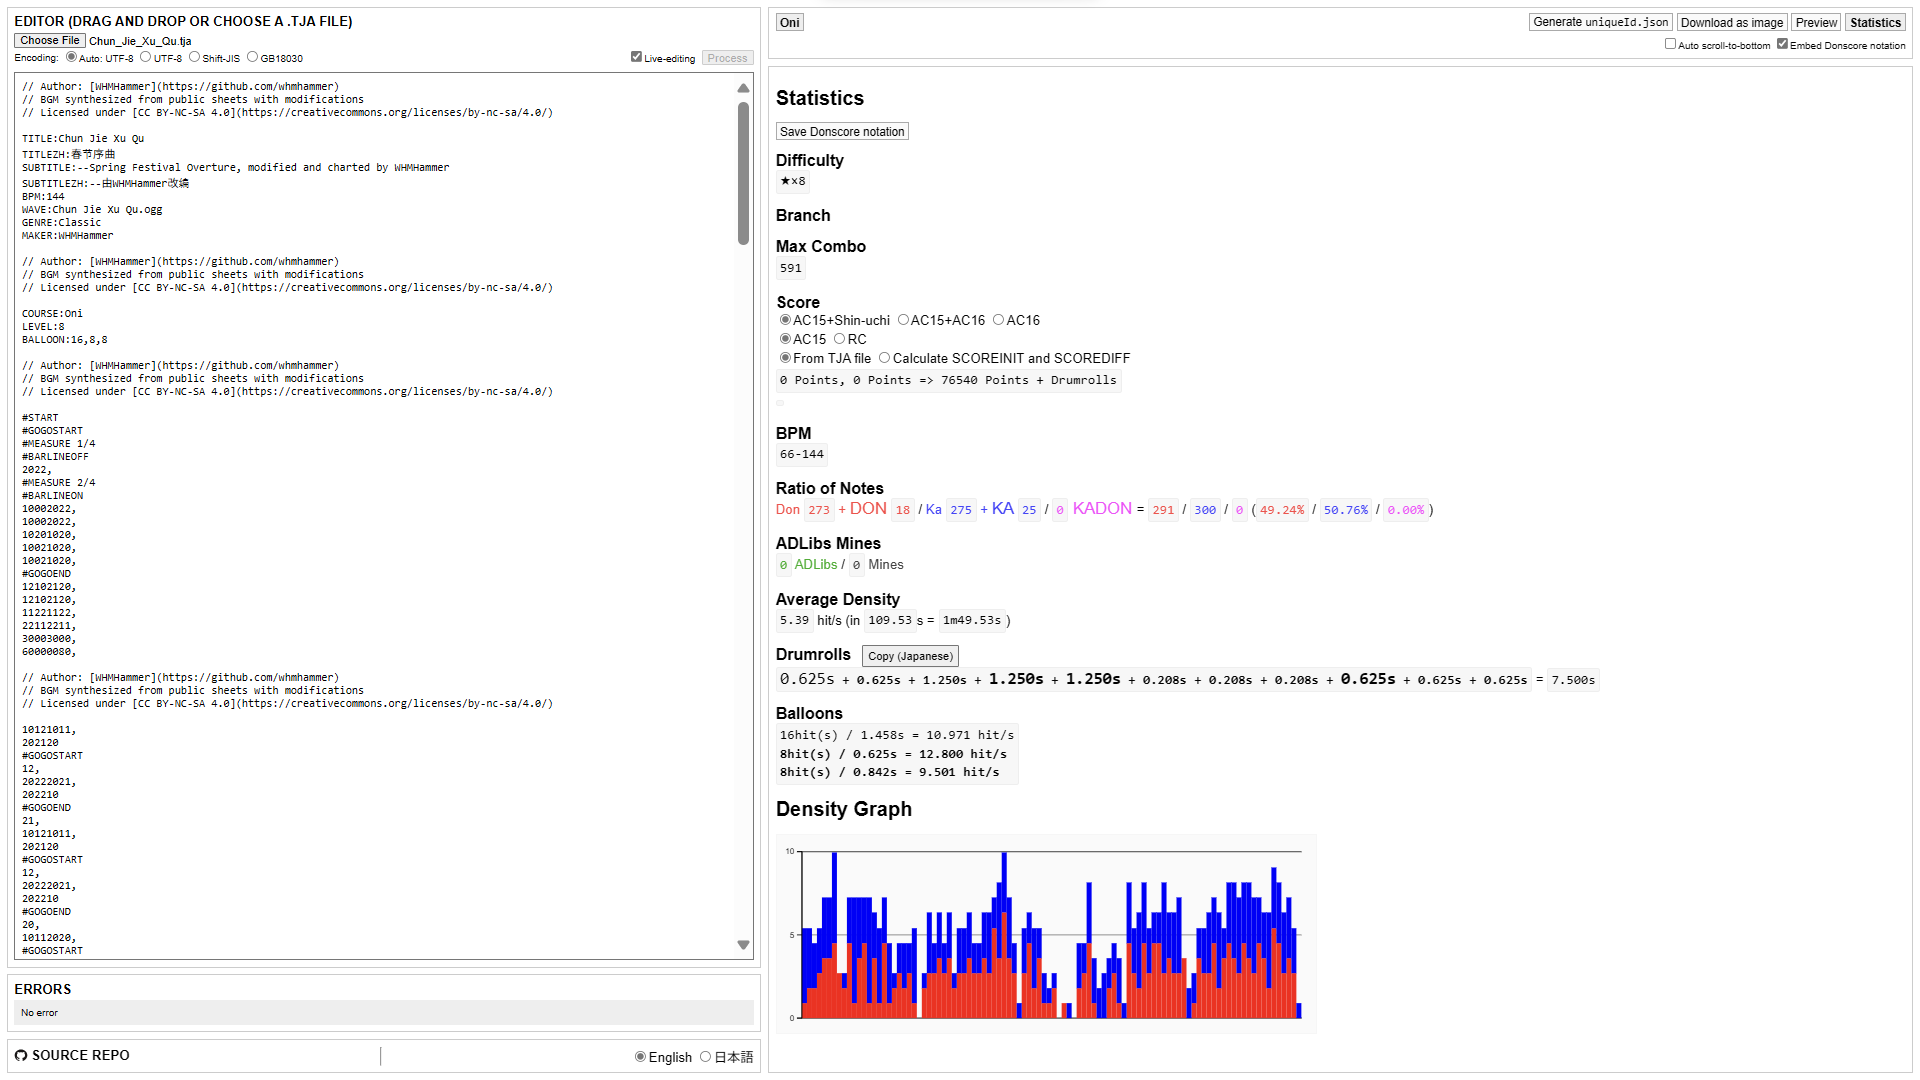 EDITOR (DRAG AND DROP OR CHOOSE A .TJA FILE)
Choose File Chun_Jie_Xu_Qu.tja
Encoding: Auto: UTF-8 UTF-8 Shift-JIS GB18030 Live-editing Process
// Author: [WHMHammer](https://github.com/whmhammer)
// BGM synthesized from public sheets with modifications
// Licensed under [CC BY-NC-SA 4.0](https://creativecommons.org/licenses/by-nc-sa/4.0/)
TITLE:Chun Jie Xu Qu
TITLEZH:春节序曲
SUBTITLE:--Spring Festival Overture, modified and charted by WHMHammer
SUBTITLEZH:--由WHMHammer改编
BPM:144
WAVE:Chun Jie Xu Qu.ogg
GENRE:Classic
MAKER:WHMHammer
// Author: [WHMHammer](https://github.com/whmhammer)
// BGM synthesized from public sheets with modifications
// Licensed under [CC BY-NC-SA 4.0](https://creativecommons.org/licenses/by-nc-sa/4.0/)
COURSE:Oni
LEVEL:8
BALLOON:16,8,8
// Author: [WHMHammer](https://github.com/whmhammer)
// BGM synthesized from public sheets with modifications
// Licensed under [CC BY-NC-SA 4.0](https://creativecommons.org/licenses/by-nc-sa/4.0/)
#START
#GOGOSTART
#MEASURE 1/4
#BARLINEOFF
2022,
#MEASURE 2/4
#BARLINEON
10002022,
10002022,
10201020,
10021020,
10021020,
#GOGOEND
12102120,
12102120,
11221122,
22112211,
30003000,
60000080,
// Author: [WHMHammer](https://github.com/whmhammer)
// BGM synthesized from public sheets with modifications
// Licensed under [CC BY-NC-SA 4.0](https://creativecommons.org/licenses/by-nc-sa/4.0/)
10121011,
202120
#GOGOSTART
12,
20222021,
202210
#GOGOEND
21,
10121011,
202120
#GOGOSTART
12,
20222021,
202210
#GOGOEND
20,
10112020,
#GOGOSTART
ERRORS
No error
SOURCE REPO English 日本語
Oni Generate uniqueId.json Download as image Preview Statistics
Auto scroll-to-bottom Embed Donscore notation
Statistics
Save Donscore notation
Difficulty
★×8
Branch
Max Combo
591
Score
AC15+Shin-uchi AC15+AC16 AC16
AC15 RC
From TJA file Calculate SCOREINIT and SCOREDIFF
0 Points, 0 Points => 76540 Points + Drumrolls
BPM
66-144
Ratio of Notes
Don 273 + DON 18 / Ka 275 + KA 25 / 0 KADON = 291 / 300 / 0 (49.24% / 50.76% / 0.00%)
ADLibs Mines
0 ADLibs / 0 Mines
Average Density
5.39 hit/s (in 109.53 s = 1m49.53s)
Drumrolls Copy (Japanese)
0.625s + 0.625s + 1.250s + 1.250s + 1.250s + 0.208s + 0.208s + 0.208s + 0.625s + 0.625s + 0.625s = 7.500s
Balloons
16hit(s) / 1.458s = 10.971 hit/s
8hit(s) / 0.625s = 12.800 hit/s
8hit(s) / 0.842s = 9.501 hit/s
Density Graph
10
5
0